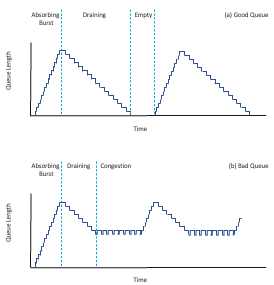 Absorbing Burst
Draining
Empty
(a) Good Queue
Queue Length
Time
Absorbing Burst
Draining
Congestion
(b) Bad Queue
Queue Length
Time